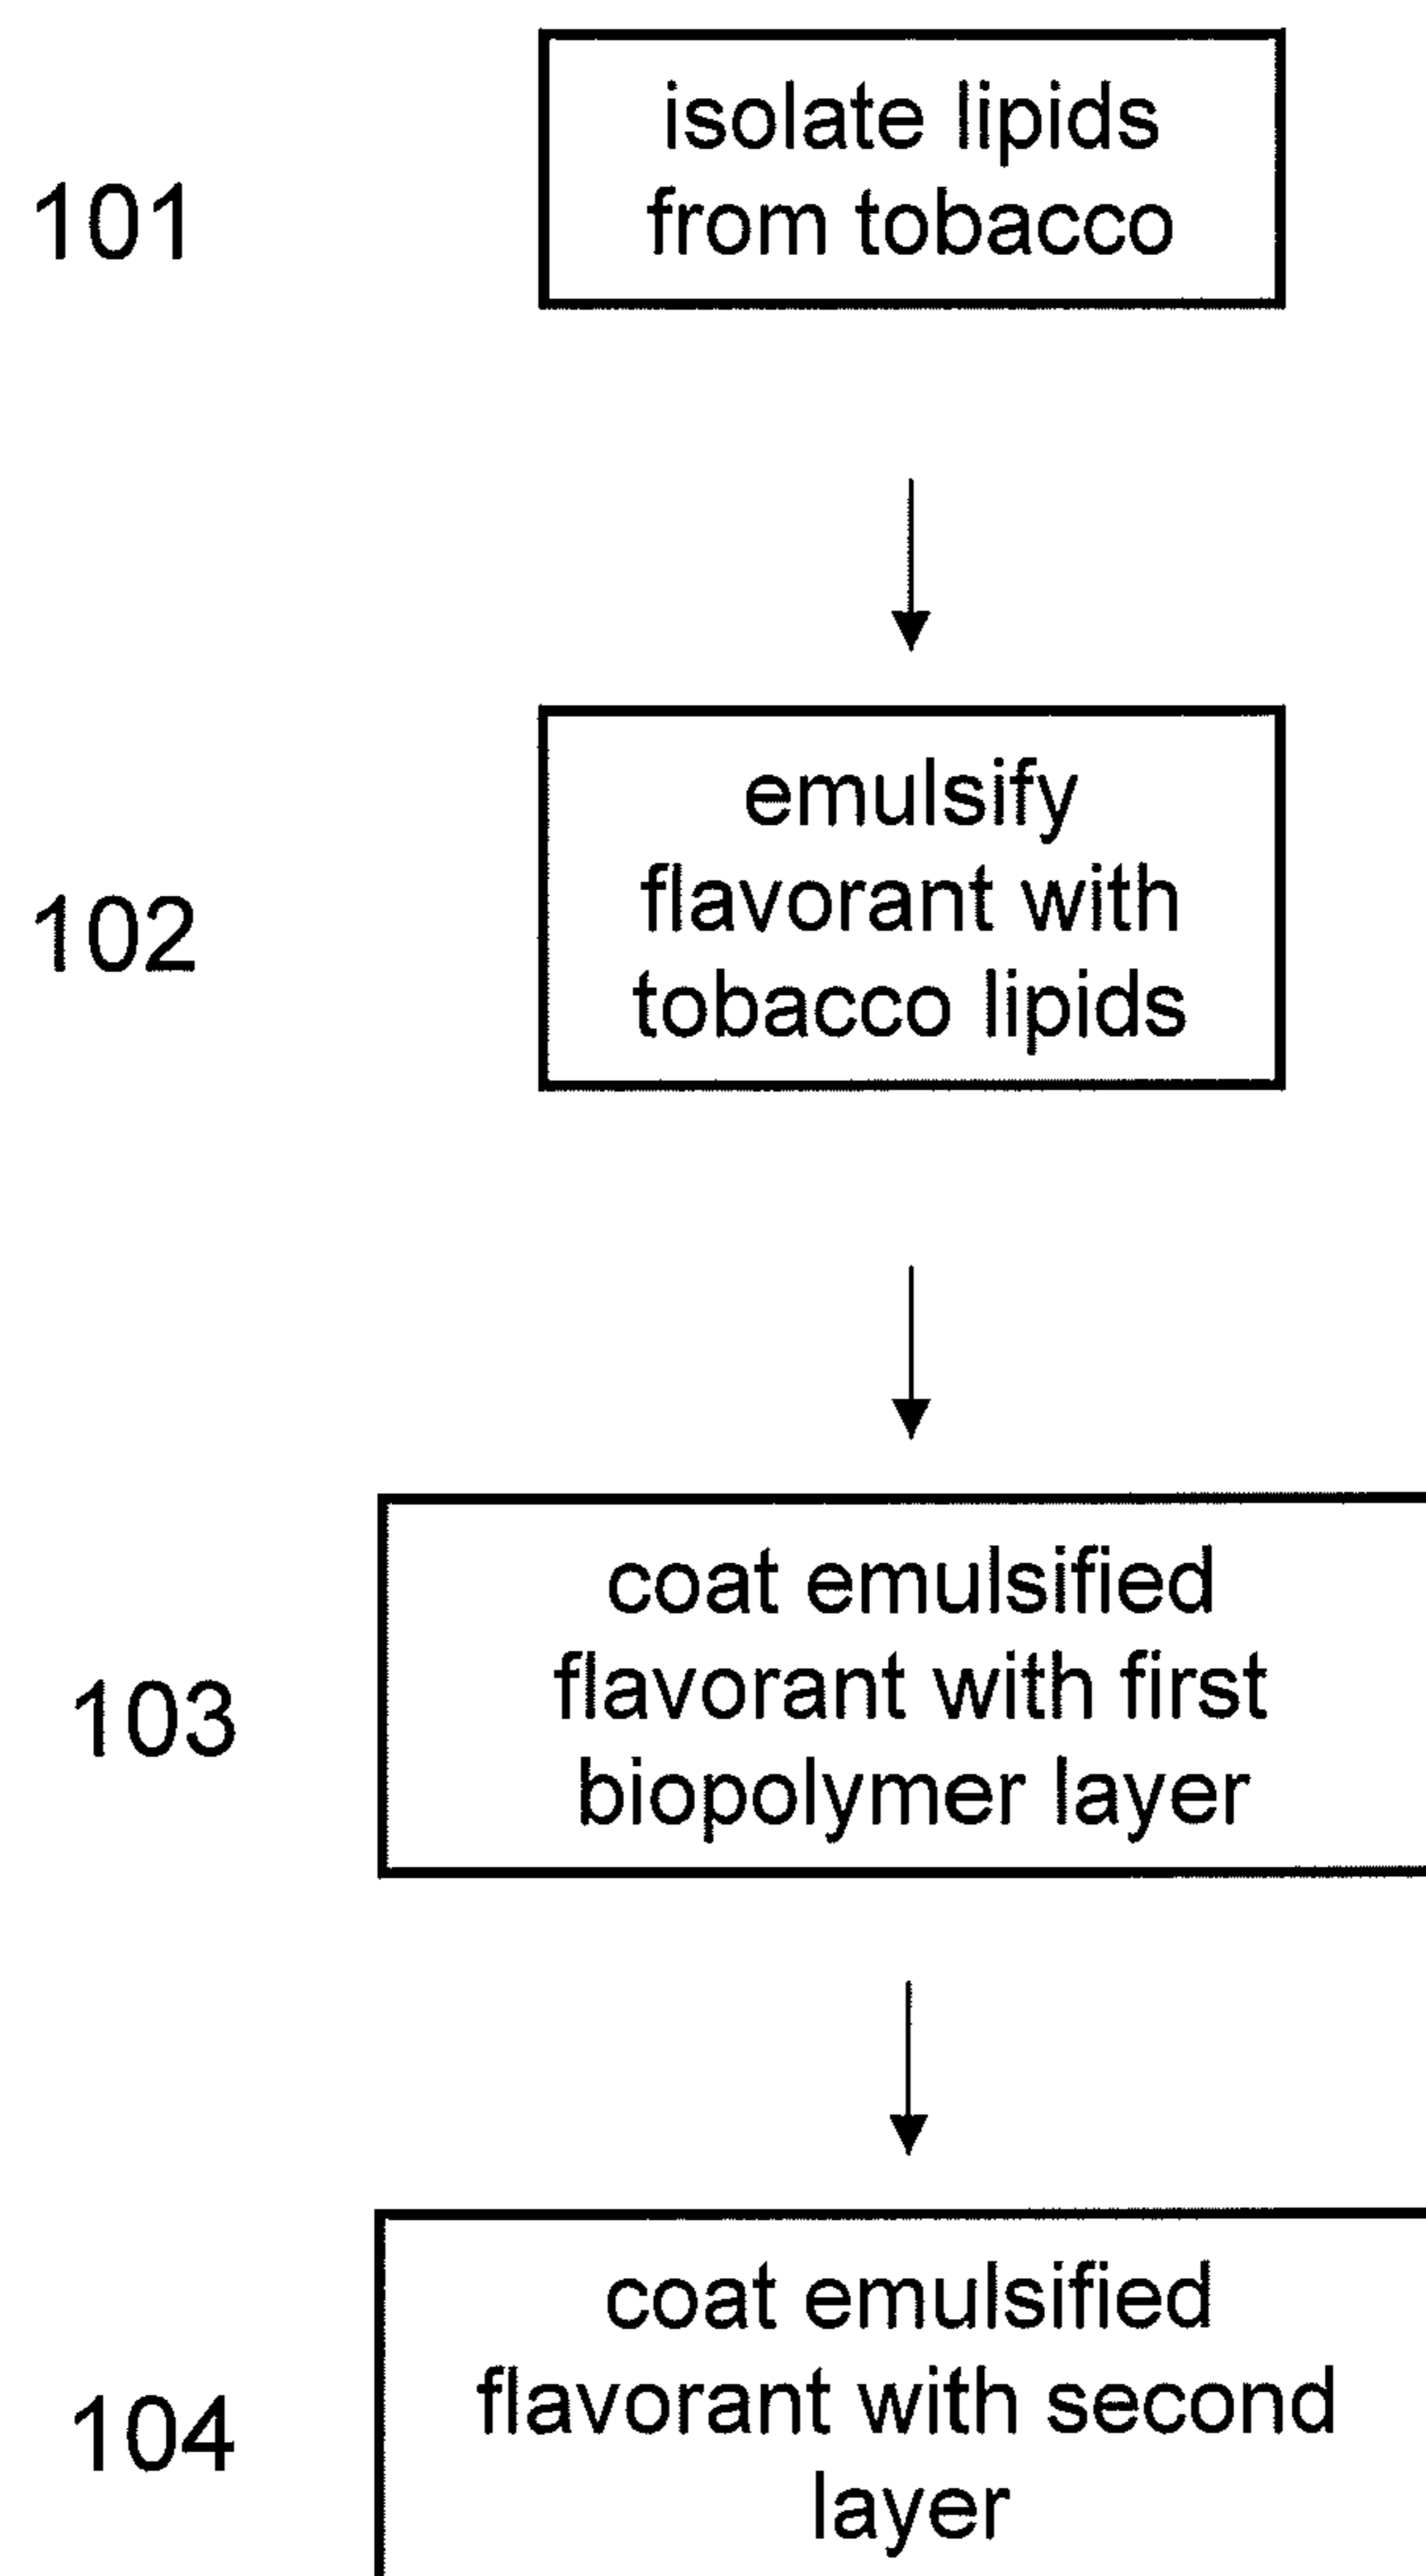 101
isolate lipids
from tobacco
102
emulsify
flavorant with
tobacco lipids
103
coat emulsified
flavorant with first
biopolymer layer
104
coat emulsified
flavorant with second
layer